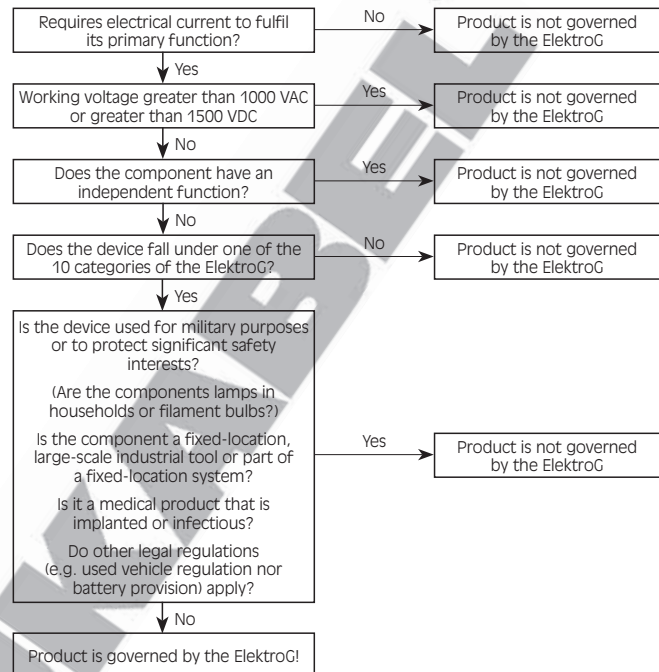 Requires electrical current to fulfil
its primary function?
No
Product is not governed
by the ElektroG
Yes
Working voltage greater than 1000 VAC
or greater than 1500 VDC
Yes
Product is not governed
by the ElektroG
No
Does the component have an
independent function?
Yes
Product is not governed
by the ElektroG
No
Does the device fall under one of the
10 categories of the ElektroG?
No
Product is not governed
by the ElektroG
Yes
Is the device used for military purposes
or to protect significant safety
interests?
(Are the components lamps in
households or filament bulbs?)
Is the component a fixed-location,
large-scale industrial tool or part of
a fixed-location system?
Is it a medical product that is
implanted or infectious?
Do other legal regulations
(e.g. used vehicle regulation nor
battery provision) apply?
Yes
Product is not governed
by the ElektroG
No
Product is governed by the ElektroG!
KABEL